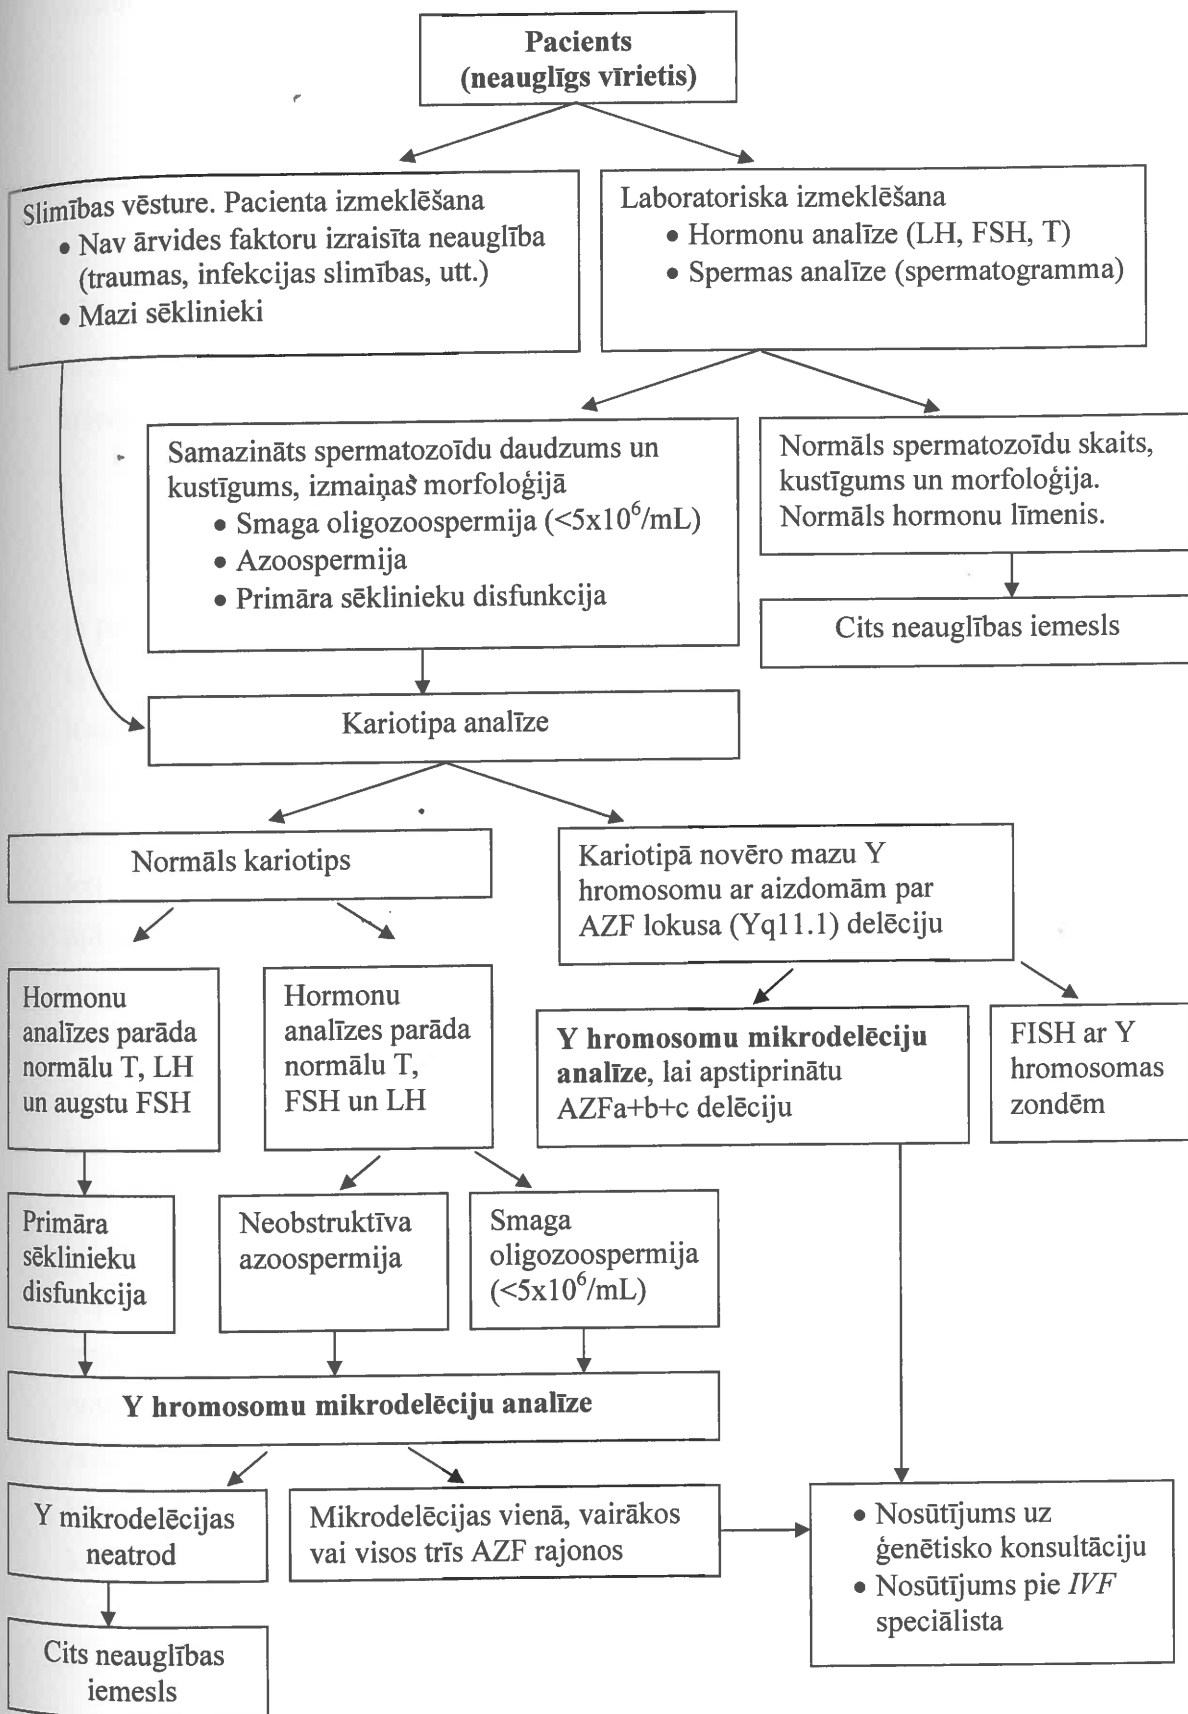 Pacients
(neauglīgs vīrietis)
Slimības vēsture. Pacienta izmeklēšana
• Nav ārvides faktoru izraisīta neauglība
(traumas, infekcijas slimības, utt.)
• Mazi sēklinieki
Laboratoriska izmeklēšana
• Hormonu analīze (LH, FSH, T)
• Spermas analīze (spermatogramma)
Samazināts spermatozoīdu daudzums un
kustīgums, izmaiņas morfoloģijā
• Smaga oligozoospermija (<5x10⁶/mL)
• Azoospermija
• Primāra sēklinieku disfunkcija
Normāls spermatozoīdu skaits,
kustīgums un morfoloģija.
Normāls hormonu līmenis.
Cits neauglības iemesls
Kariotipa analīze
Normāls kariotips
Kariotipā novēro mazu Y
hromosomu ar aizdomām par
AZF lokusa (Yq11.1) delēciju
Hormonu
analīzes parāda
normālu T, LH
un augstu FSH
Hormonu
analīzes parāda
normālu T,
FSH un LH
Y hromosomu mikrodelēciju
analīze, lai apstiprinātu
AZFa+b+c delēciju
FISH ar Y
hromosomas
zondēm
Primāra
sēklinieku
disfunkcija
Neobstruktīva
azoospermija
Smaga
oligozoospermija
(<5x10⁶/mL)
Y hromosomu mikrodelēciju analīze
Y mikrodelēcijas
neatrod
Mikrodelēcijas vienā, vairākos
vai visos trīs AZF rajonos
• Nosūtījums uz
ģenētisko konsultāciju
• Nosūtījums pie IVF
speciālista
Cits neauglības
iemesls